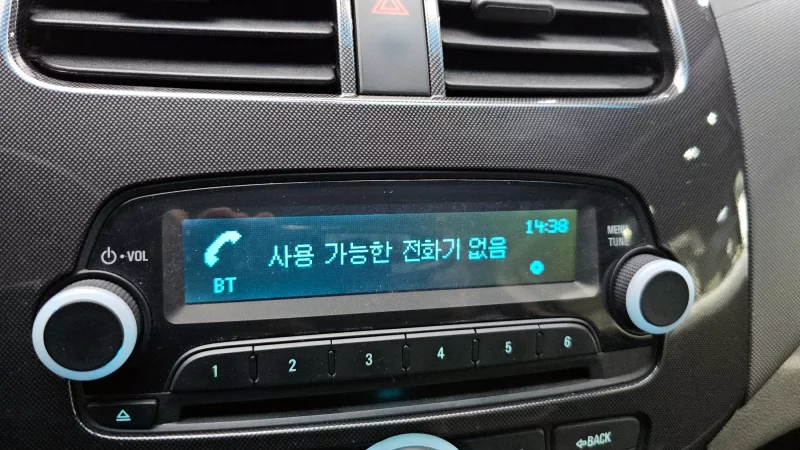 14:38
사용 가능한 전화기 없음
BT
VOL
MENU
TUNE
1 2 3 4 5 6
BACK